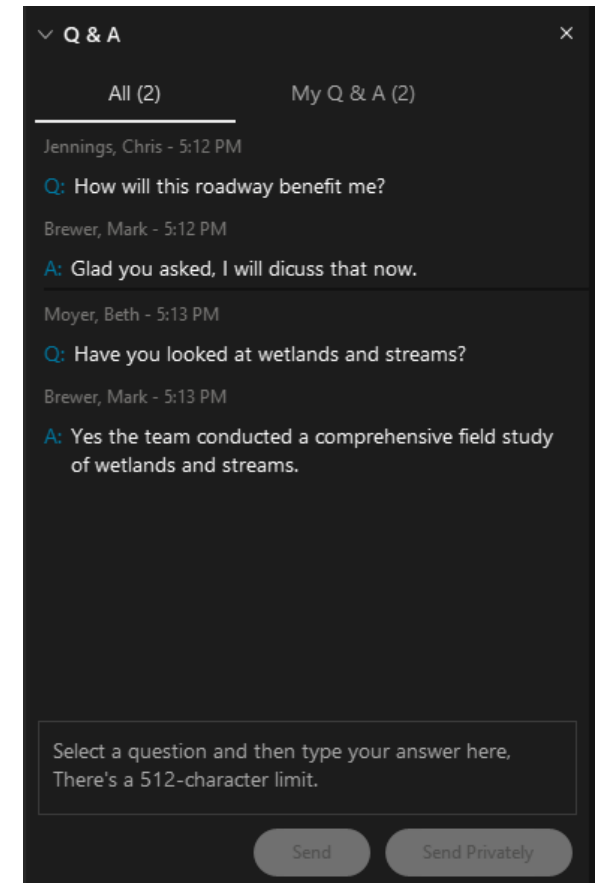 Q & A
All (2) My Q & A (2)
Jennings, Chris - 5:12 PM
Q: How will this roadway benefit me?
Brewer, Mark - 5:12 PM
A: Glad you asked, I will dicuss that now.
Moyer, Beth - 5:13 PM
Q: Have you looked at wetlands and streams?
Brewer, Mark - 5:13 PM
A: Yes the team conducted a comprehensive field study
of wetlands and streams.
Select a question and then type your answer here,
There's a 512-character limit.
Send Send Privately